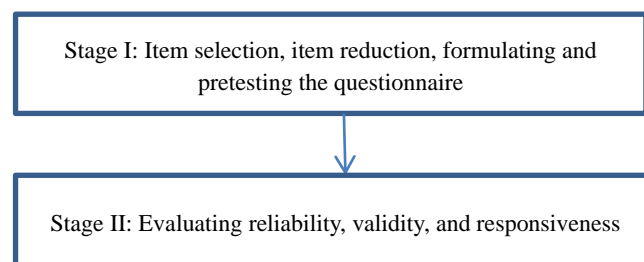 Stage I: Item selection, item reduction, formulating and
pretesting the questionnaire
Stage II: Evaluating reliability, validity, and responsiveness